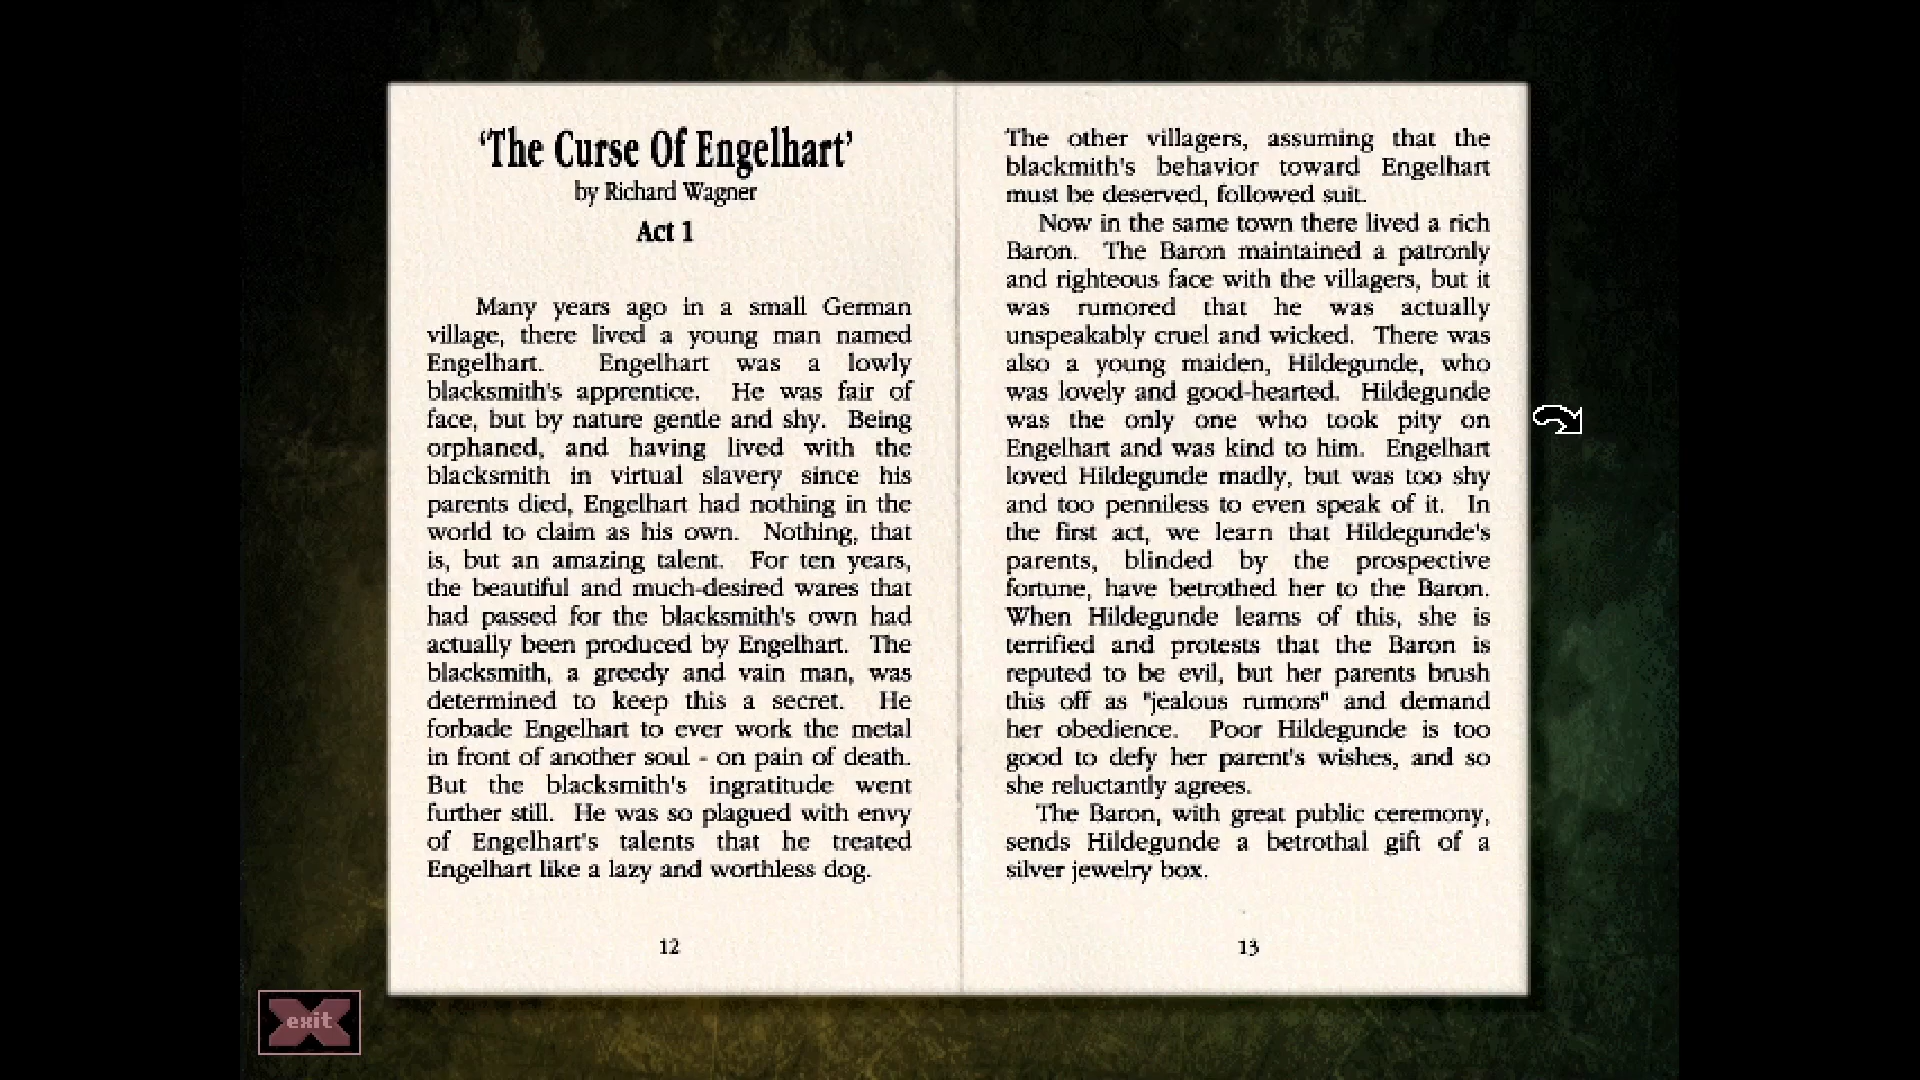 'The Curse Of Engelhart'
by Richard Wagner
Act 1
Many years ago in a small German
village, there lived a young man named
Engelhart. Engelhart was a lowly
blacksmith's apprentice. He was fair of
face, but by nature gentle and shy. Being
orphaned, and having lived with the
blacksmith in virtual slavery since his
parents died, Engelhart had nothing in the
world to claim as his own. Nothing, that
is, but an amazing talent. For ten years,
the beautiful and much-desired wares that
had passed for the blacksmith's own had
actually been produced by Engelhart. The
blacksmith, a greedy and vain man, was
determined to keep this a secret. He
forbade Engelhart to ever work the metal
in front of another soul - on pain of death.
But the blacksmith's ingratitude went
further still. He was so plagued with envy
of Engelhart's talents that he treated
Engelhart like a lazy and worthless dog.
12
The other villagers, assuming that the
blackmith's behavior toward Engelhart
must be deserved, followed suit.
Now in the same town there lived a rich
Baron. The Baron maintained a patronly
and righteous face with the villagers, but it
was rumored that he was actually
unspeakably cruel and wicked. There was
also a young maiden, Hildegunde, who
was lovely and good-hearted. Hildegunde
was the only one who took pity on
Engelhart and was kind to him. Engelhart
loved Hildegunde madly, but was too shy
and too penniless to even speak of it. In
the first act, we learn that Hildegunde's
parents, blinded by the prospective
fortune, have betrothed her to the Baron.
When Hildegunde learns of this, she is
terrified and protests that the Baron is
reputed to be evil, but her parents brush
this off as "jealous rumors" and demand
her obedience. Poor Hildegunde is too
good to defy her parent's wishes, and so
she reluctantly agrees.
The Baron, with great public ceremony,
sends Hildegunde a betrothal gift of a
silver jewelry box.
13
exit